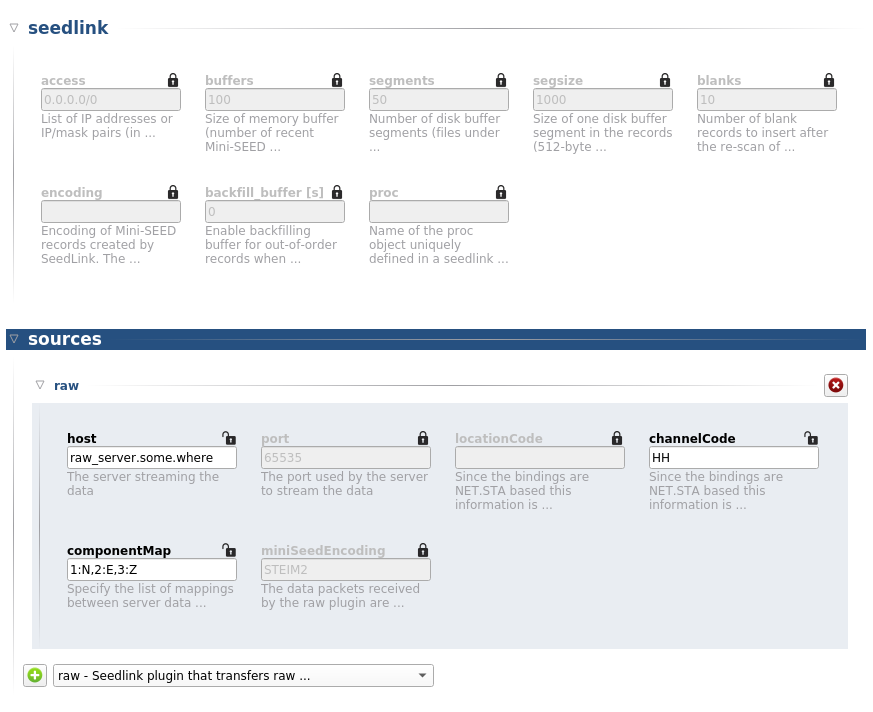 seedlink
access buffers segments segsize blanks
0.0.0.0/0 100 50 1000 10
List of IP addresses or Size of memory buffer Number of disk buffer Size of one disk buffer Number of blank
IP/mask pairs (in ... (number of recent segments (files under segment in the records records to insert after
Mini-SEED ... ... (512-byte ... the re-scan of ...
encoding backfill_buffer [s] proc
0
Encoding of Mini-SEED Enable backfilling Name of the proc
records created by buffer for out-of-order object uniquely
SeedLink. The ... records when ... defined in a seedlink ...
sources
raw
host port locationCode channelCode
raw_server.some.where 65535 HH
The server streaming the The port used by the server Since the bindings are Since the bindings are
data to stream the data NET.STA based this NET.STA based this
information is ... information is ...
componentMap miniSeedEncoding
1:N,2:E,3:Z STEIM2
Specify the list of mappings The data packets received
between server data ... by the raw plugin are ...
raw - Seedlink plugin that transfers raw ...